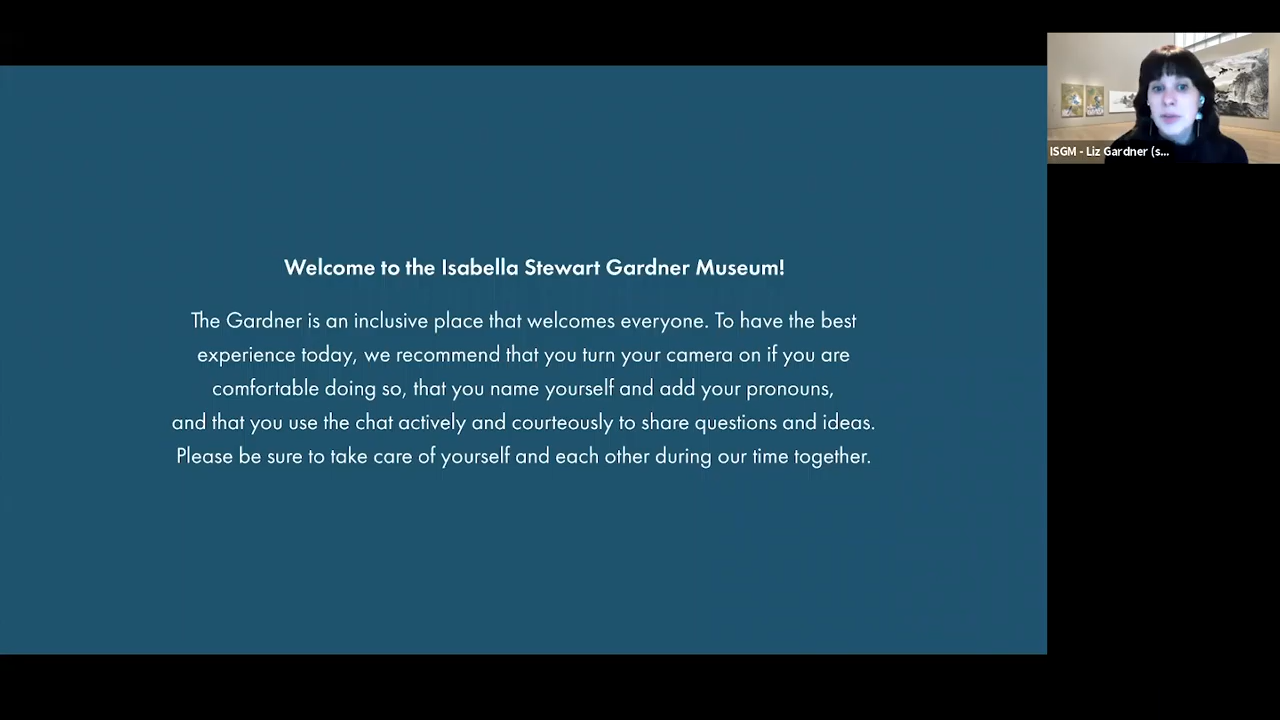 Welcome to the Isabella Stewart Gardner Museum!
The Gardner is an inclusive place that welcomes everyone. To have the best
experience today, we recommend that you turn your camera on if you are
comfortable doing so, that you name yourself and add your pronouns,
and that you use the chat actively and courteously to share questions and ideas.
Please be sure to take care of yourself and each other during our time together.
ISGM - Liz Gardner (s...